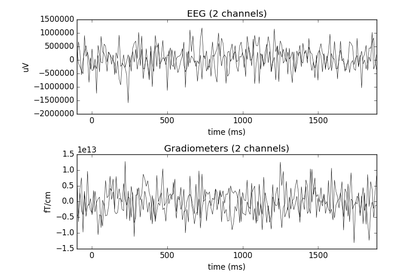 EEG (2 channels)
1500000
1000000
500000
0
−500000
−1000000
−1500000
−2000000
uV
0 500 1000 1500
time (ms)
Gradiometers (2 channels)
1e13
1.5
1.0
0.5
0.0
−0.5
−1.0
−1.5
fT/cm
0 500 1000 1500
time (ms)